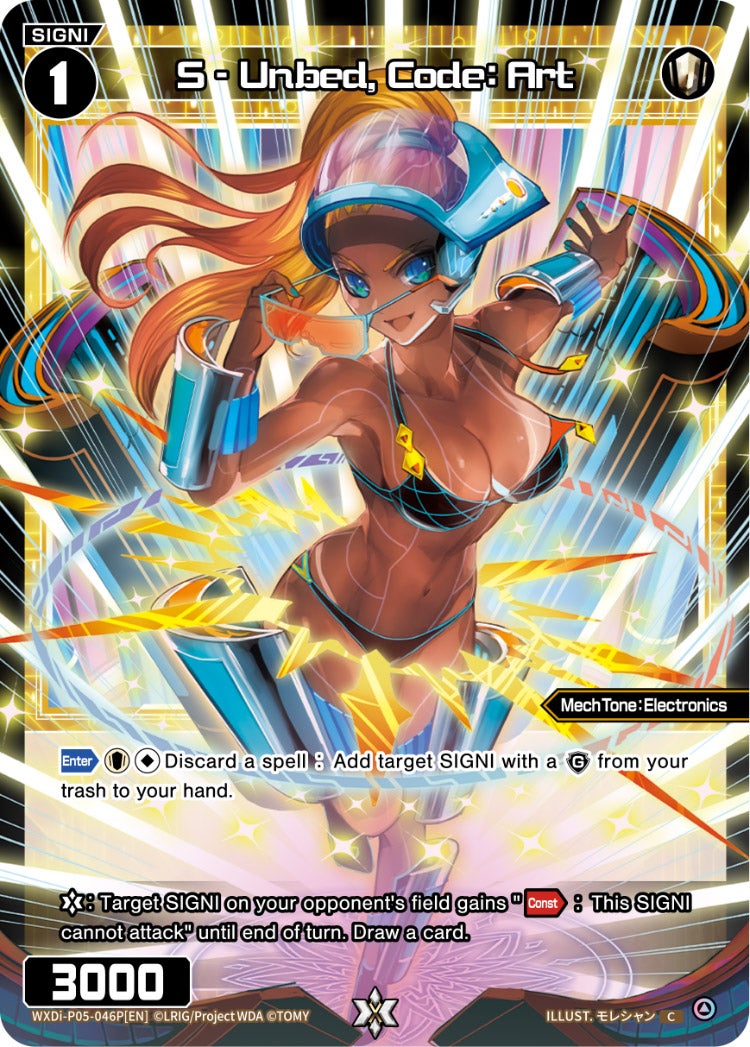 SIGNI
1
S - Unbed, Code: Art
Mech Tone:Electronics
Enter Discard a spell : Add target SIGNI with a G from your
trash to your hand.
: Target SIGNI on your opponent's field gains "Const : This SIGNI
cannot attack" until end of turn. Draw a card.
3000
WXDi-P05-046P[EN] ©LRIG/Project WDA ©TOMY
ILLUST. モレシャン C